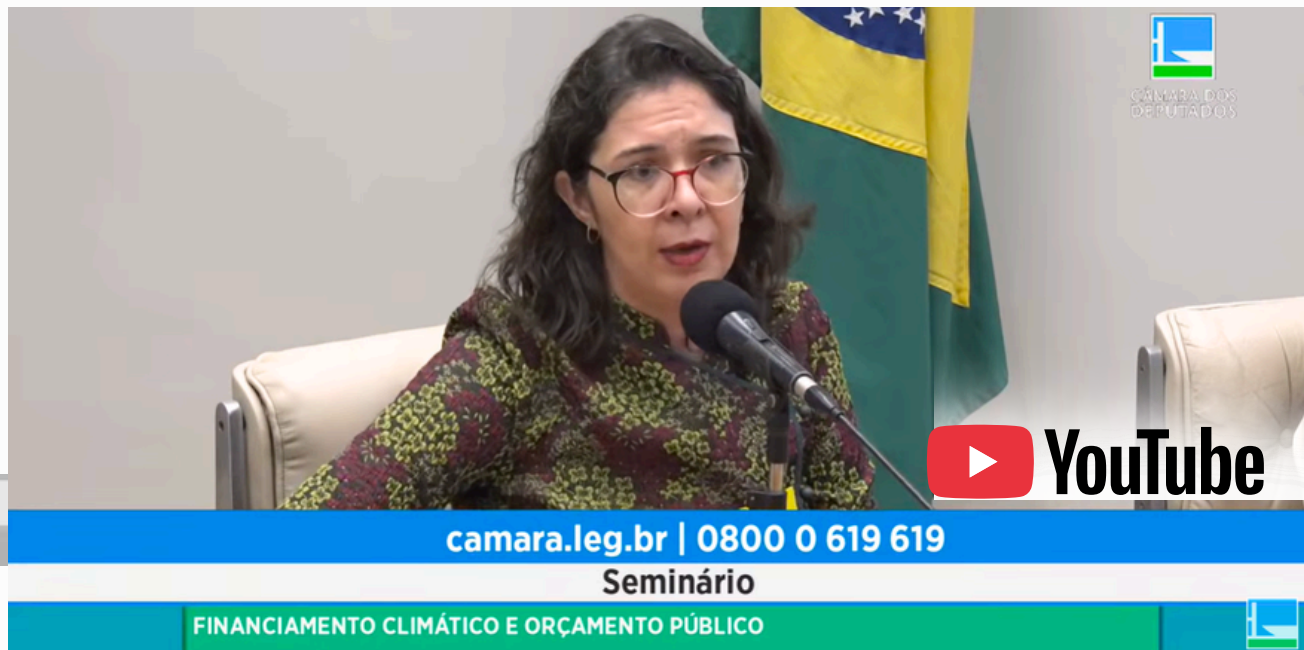 CÂMARA DOS
DEPUTADOS
YouTube
camara.leg.br | 0800 0 619 619
Seminário
FINANCIAMENTO CLIMÁTICO E ORÇAMENTO PÚBLICO